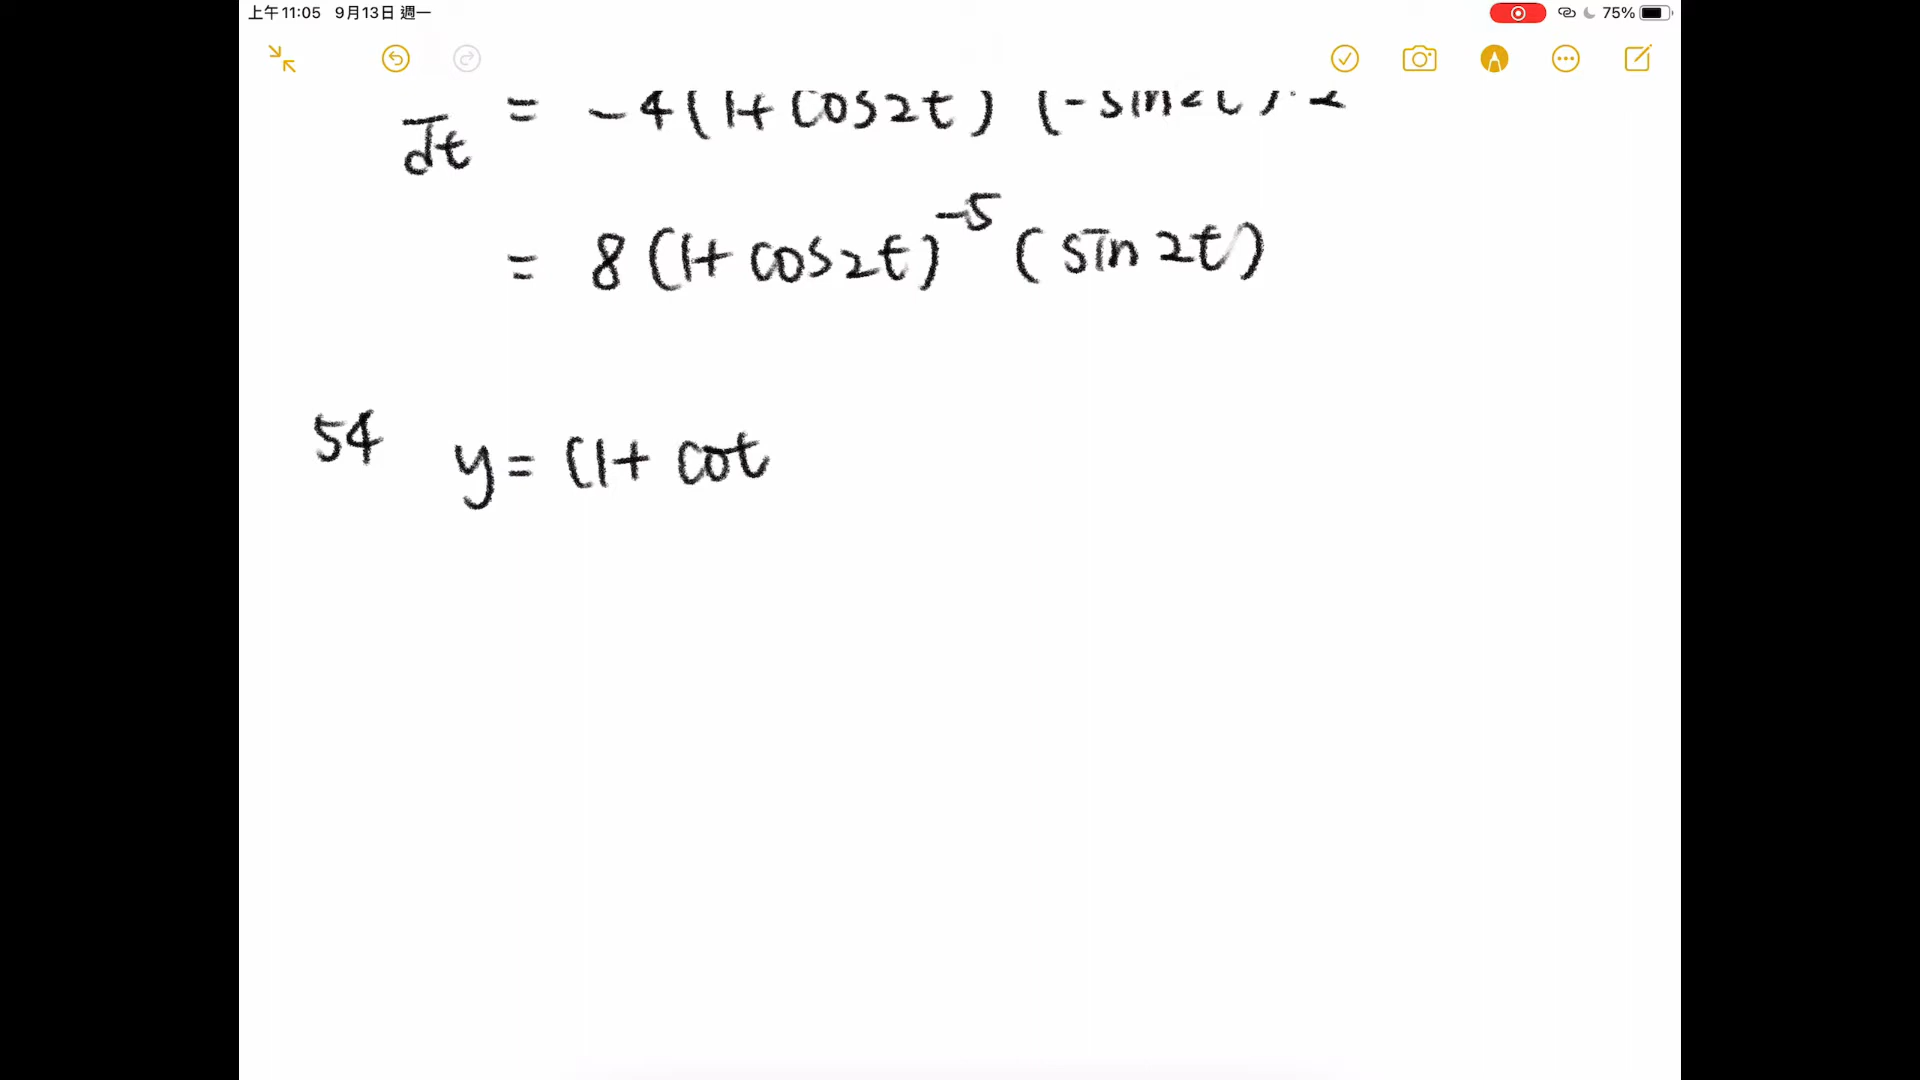 上午11:05 9月13日 週一 75%
dt = -4(1+cos2t) (-sin2t)·2
= 8(1+cos2t)^-5 (sin2t)
54 y=(1+cot